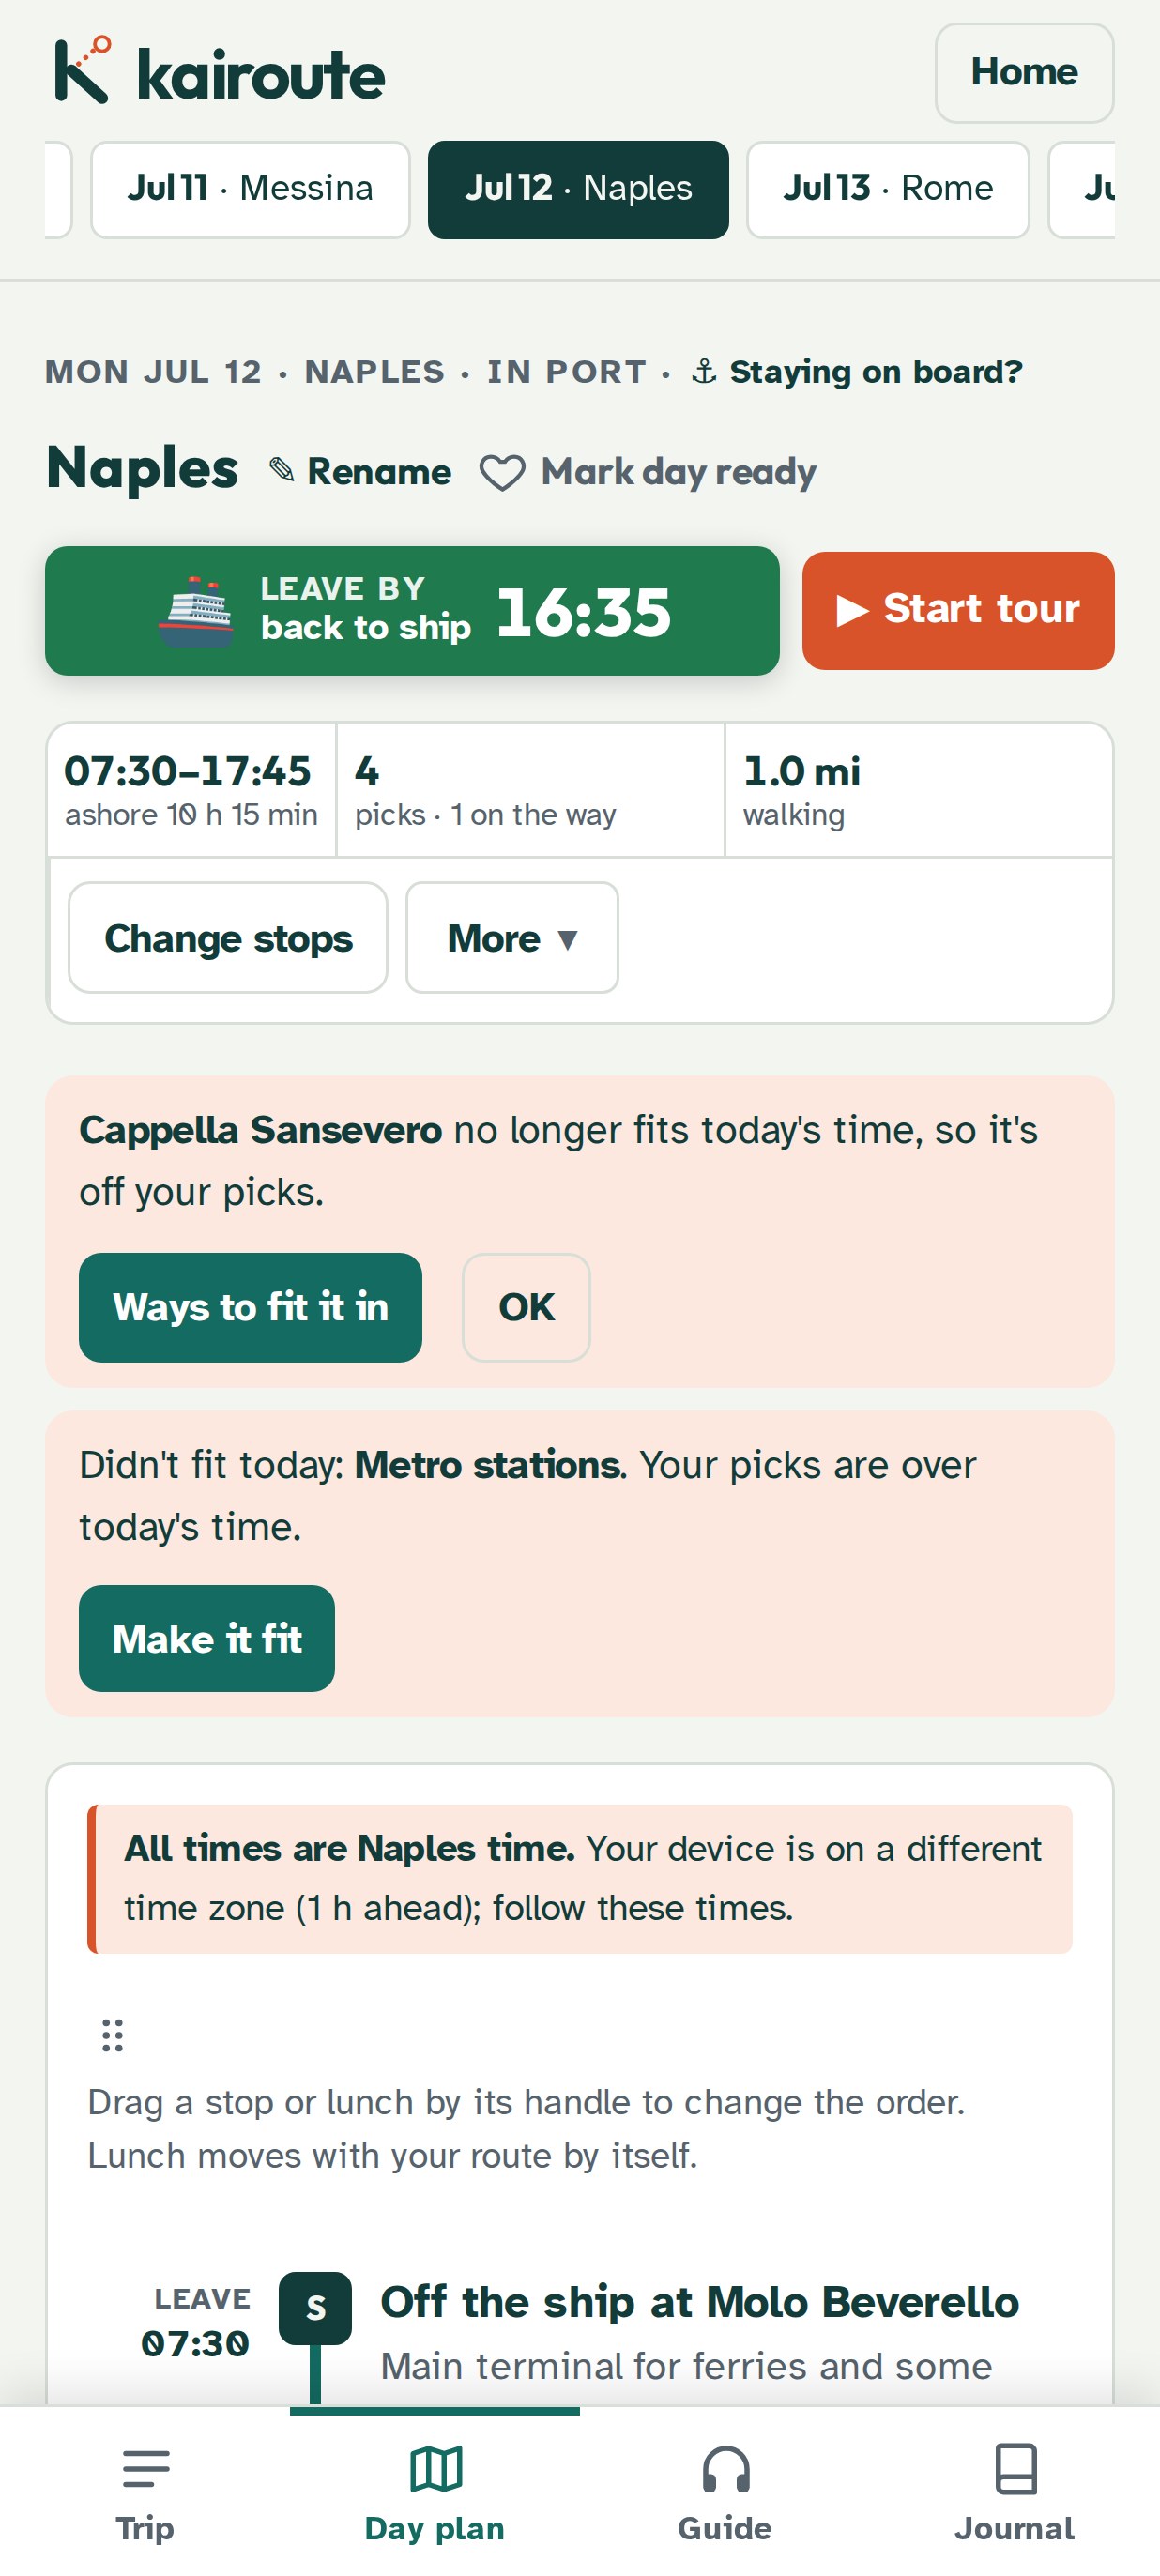 kairoute
Home
Jul 11 · Messina
Jul 12 · Naples
Jul 13 · Rome
Ju
MON JUL 12 · NAPLES · IN PORT · ⚓ Staying on board?
Naples ✎ Rename Mark day ready
LEAVE BY
back to ship 16:35
▶ Start tour
07:30–17:45
ashore 10 h 15 min
4
picks · 1 on the way
1.0 mi
walking
Change stops
More ▼
Cappella Sansevero no longer fits today's time, so it's
off your picks.
Ways to fit it in
OK
Didn't fit today: Metro stations. Your picks are over
today's time.
Make it fit
All times are Naples time. Your device is on a different
time zone (1 h ahead); follow these times.
Drag a stop or lunch by its handle to change the order.
Lunch moves with your route by itself.
LEAVE
07:30
S
Off the ship at Molo Beverello
Main terminal for ferries and some
Trip
Day plan
Guide
Journal